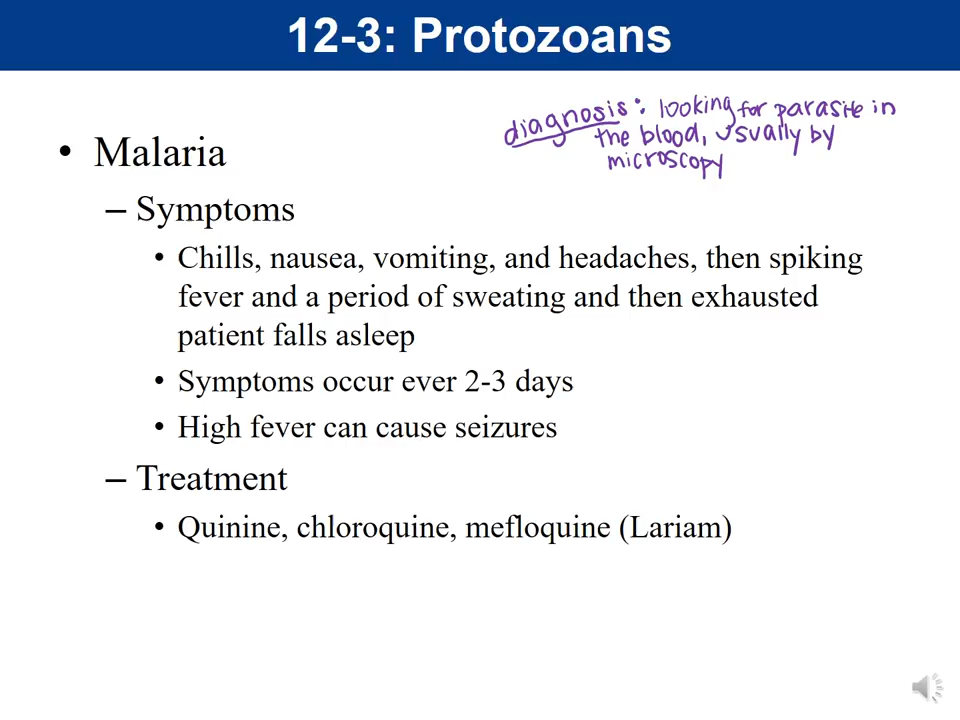 12-3: Protozoans
diagnosis: looking for parasite in
the blood, usually by
microscopy
• Malaria
– Symptoms
• Chills, nausea, vomiting, and headaches, then spiking
fever and a period of sweating and then exhausted
patient falls asleep
• Symptoms occur ever 2-3 days
• High fever can cause seizures
– Treatment
• Quinine, chloroquine, mefloquine (Lariam)